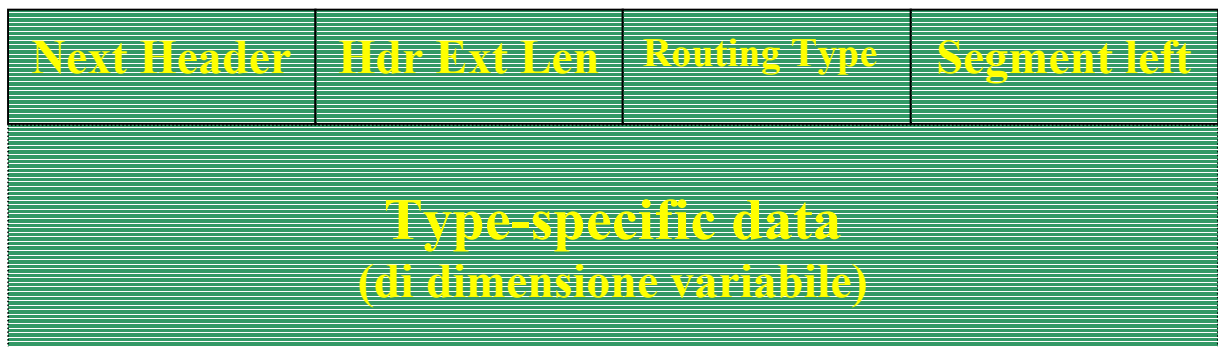 Next Header Hdr Ext Len Routing Type Segment left
Type-specific data
(di dimensione variabile)